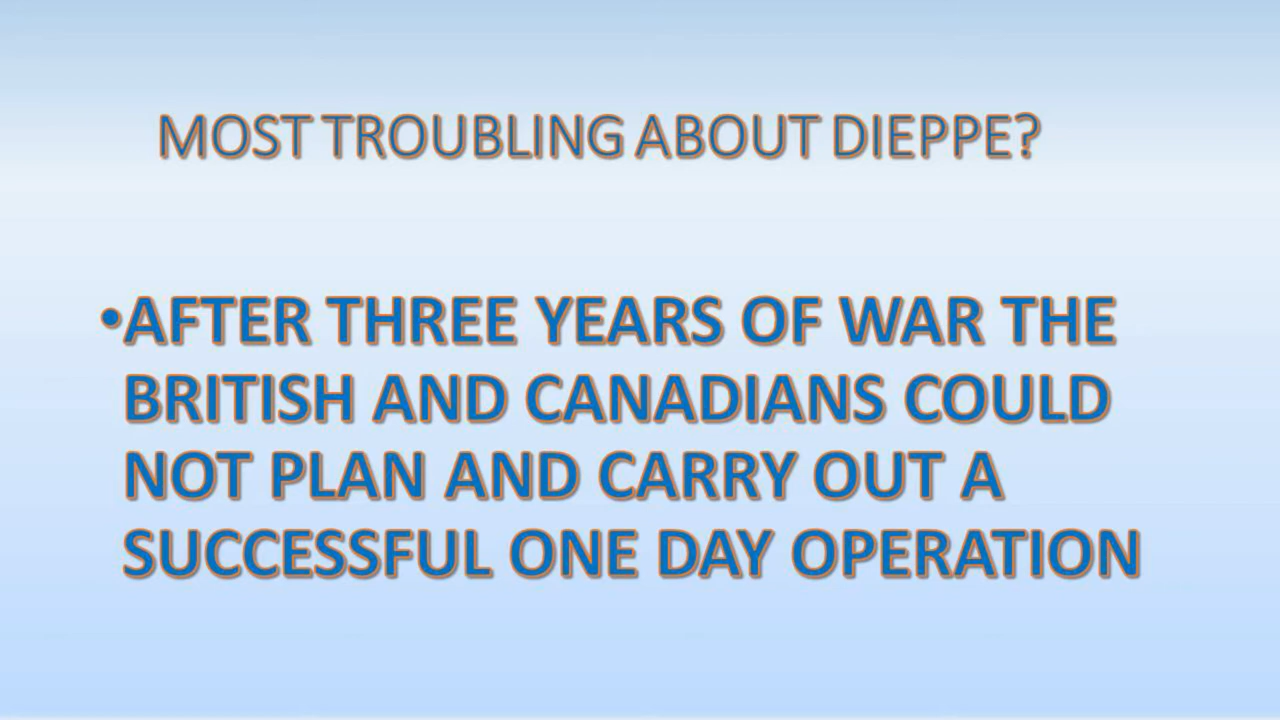 MOST TROUBLING ABOUT DIEPPE?
•AFTER THREE YEARS OF WAR THE
BRITISH AND CANADIANS COULD
NOT PLAN AND CARRY OUT A
SUCCESSFUL ONE DAY OPERATION